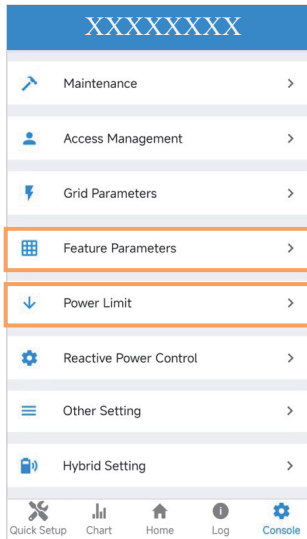 XXXXXXXX
Maintenance
Access Management
Grid Parameters
Feature Parameters
Power Limit
Reactive Power Control
Other Setting
Hybrid Setting
Quick Setup Chart Home Log Console